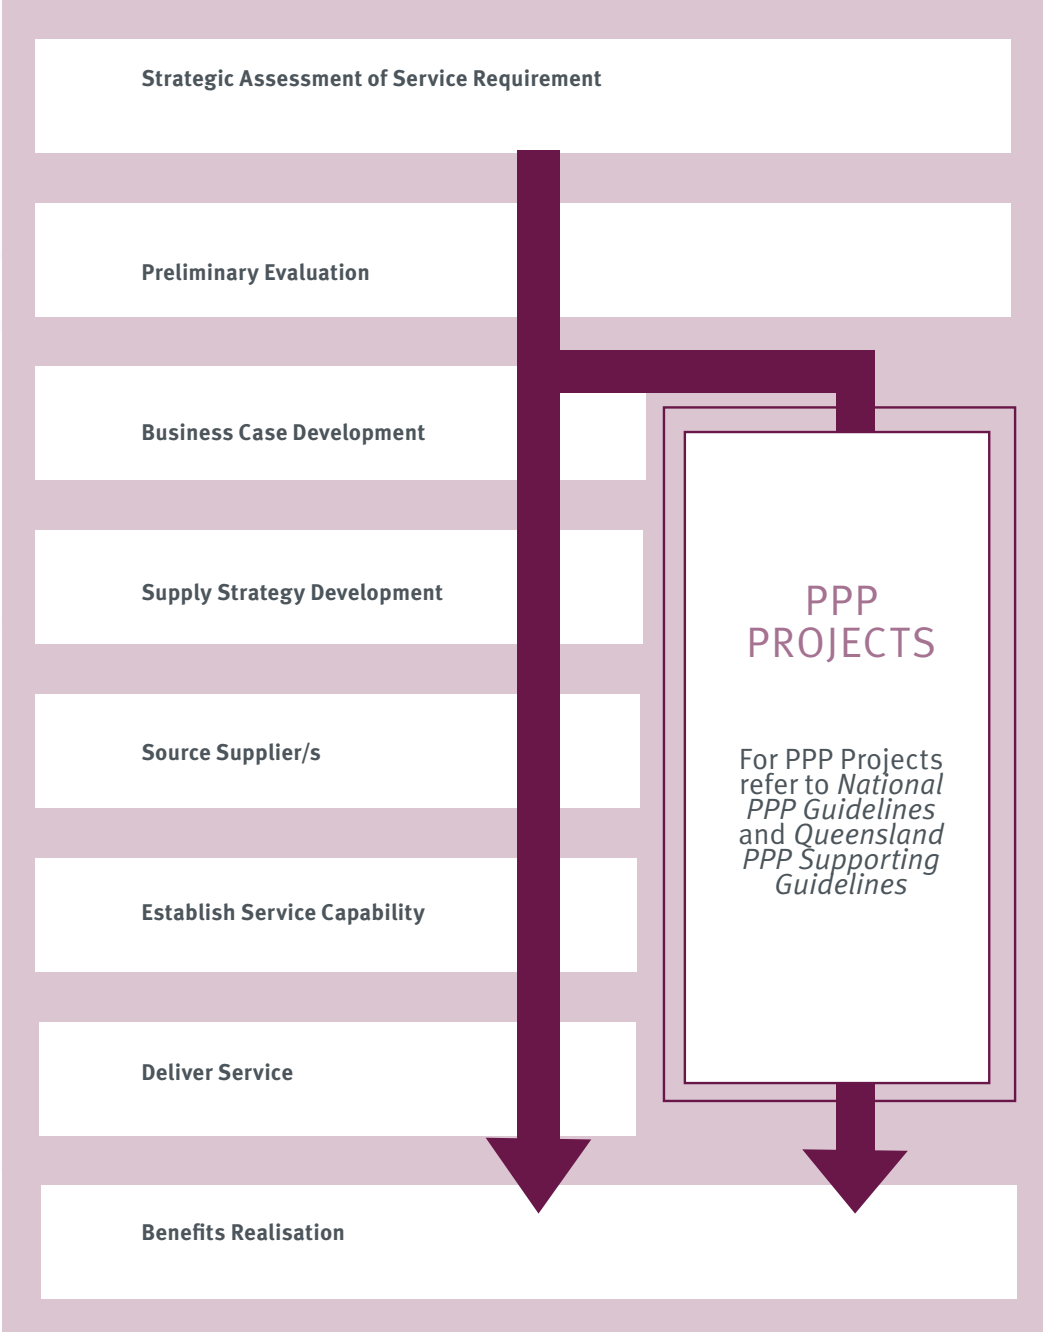 Strategic Assessment of Service Requirement
Preliminary Evaluation
Business Case Development
Supply Strategy Development
Source Supplier/s
Establish Service Capability
Deliver Service
PPP
PROJECTS
For PPP Projects
refer to National
PPP Guidelines
and Queensland
PPP Supporting
Guidelines
Benefits Realisation